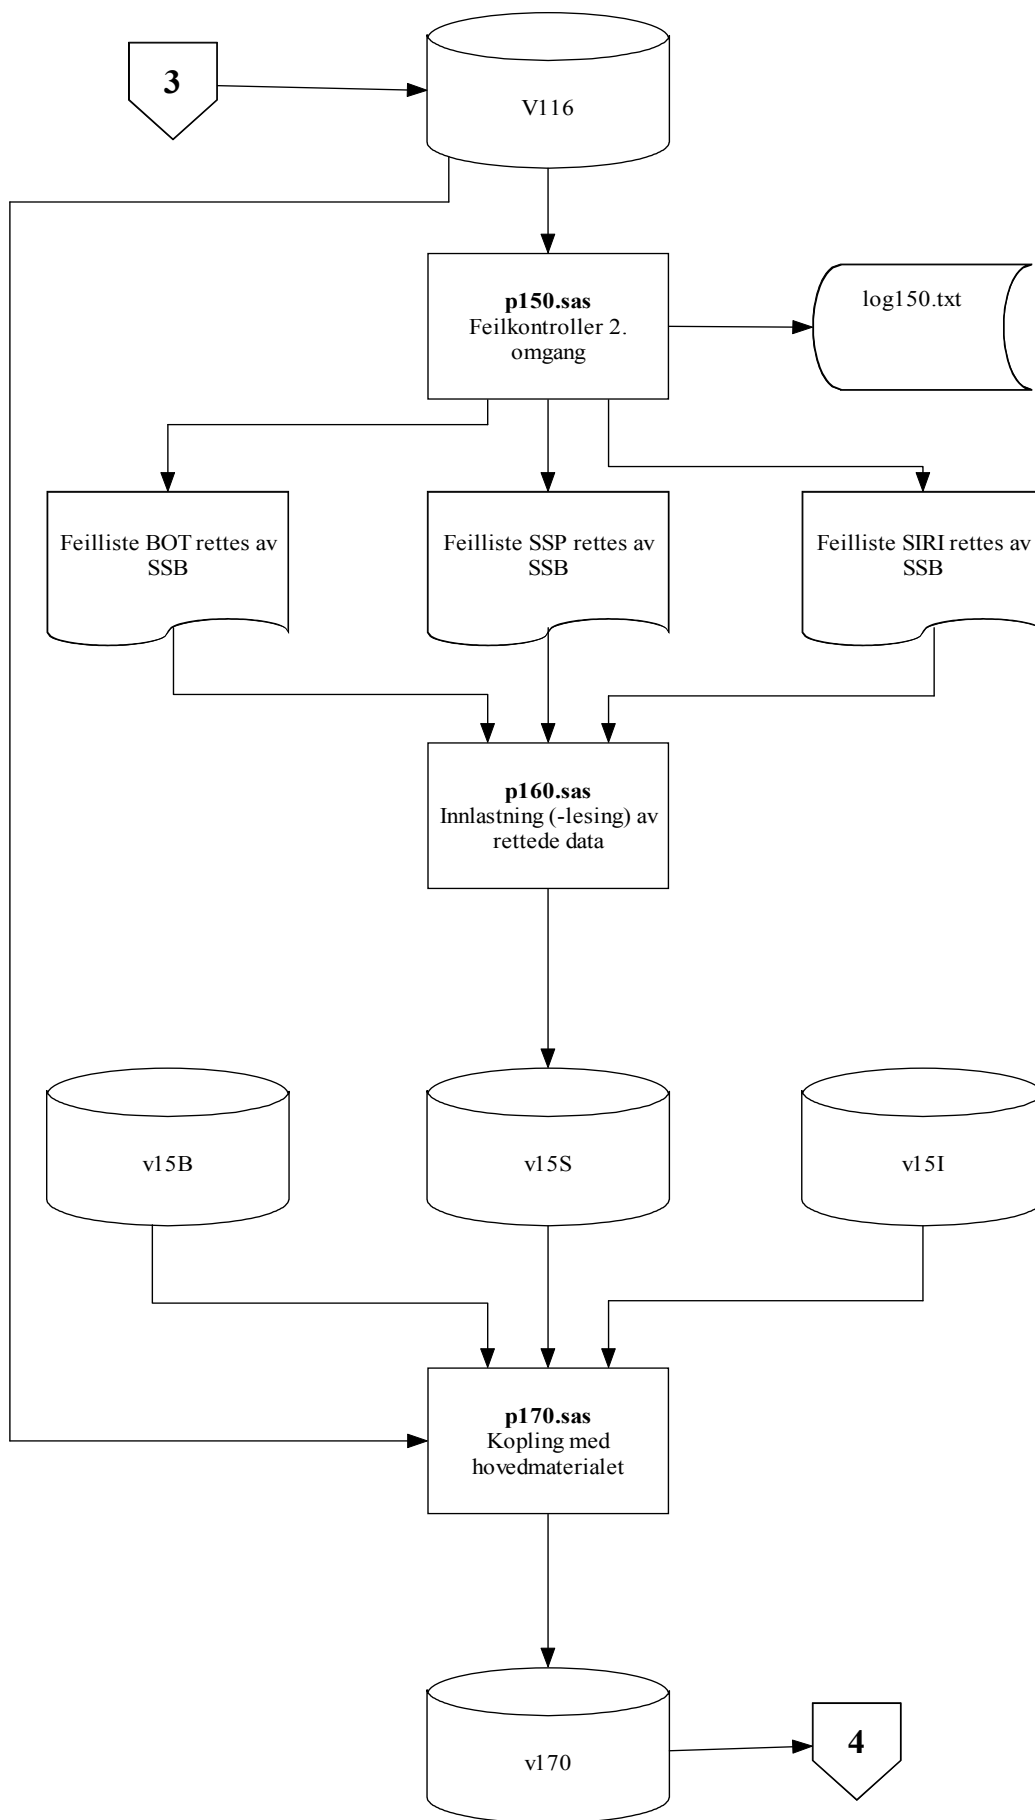 3
V116
p150.sas
Feilkontroller 2.
omgang
log150.txt
Feilliste BOT rettes av
SSB
Feilliste SSP rettes av
SSB
Feilliste SIRI rettes av
SSB
p160.sas
Innlastning (-lesing) av
rettede data
v15B
v15S
v15I
p170.sas
Kopling med
hovedmaterialet
v170
4